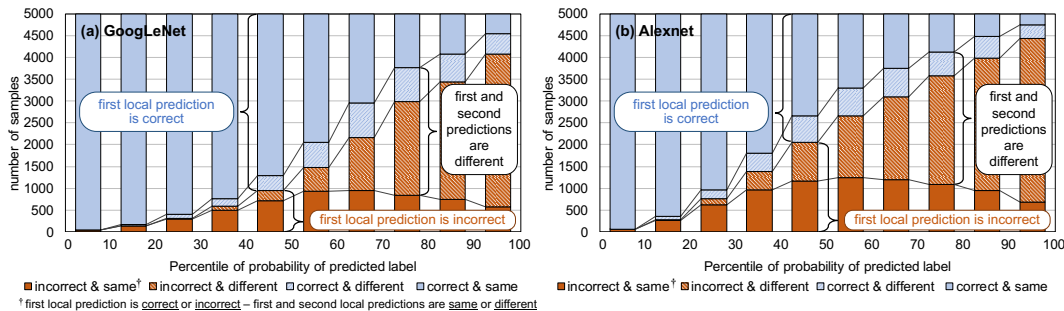 (a) GoogLeNet
number of samples
5000
4500
4000
3500
3000
2500
2000
1500
1000
500
0
first local prediction
is correct
first and
second
predictions
are
different
first local prediction is incorrect
0 10 20 30 40 50 60 70 80 90 100
Percentile of probability of predicted label
incorrect & same† incorrect & different correct & different correct & same
† first local prediction is correct or incorrect – first and second local predictions are same or different
(b) Alexnet
number of samples
5000
4500
4000
3500
3000
2500
2000
1500
1000
500
0
first local prediction
is correct
first and
second
predictions
are
different
first local prediction is incorrect
0 10 20 30 40 50 60 70 80 90 100
Percentile of probability of predicted label
incorrect & same† incorrect & different correct & different correct & same